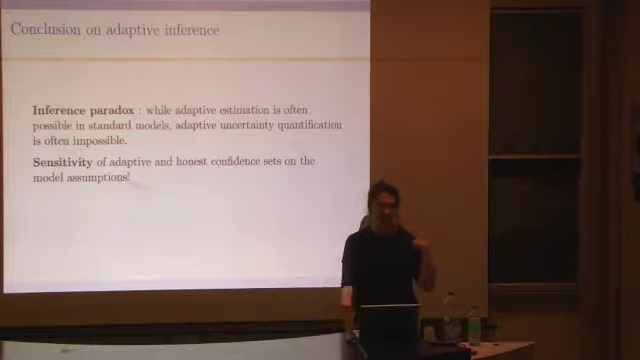 Conclusion on adaptive inference
Inference paradox : while adaptive estimation is often
possible in standard models, adaptive uncertainty quantification
is often impossible.
Sensitivity of adaptive and honest confidence sets on the
model assumptions!